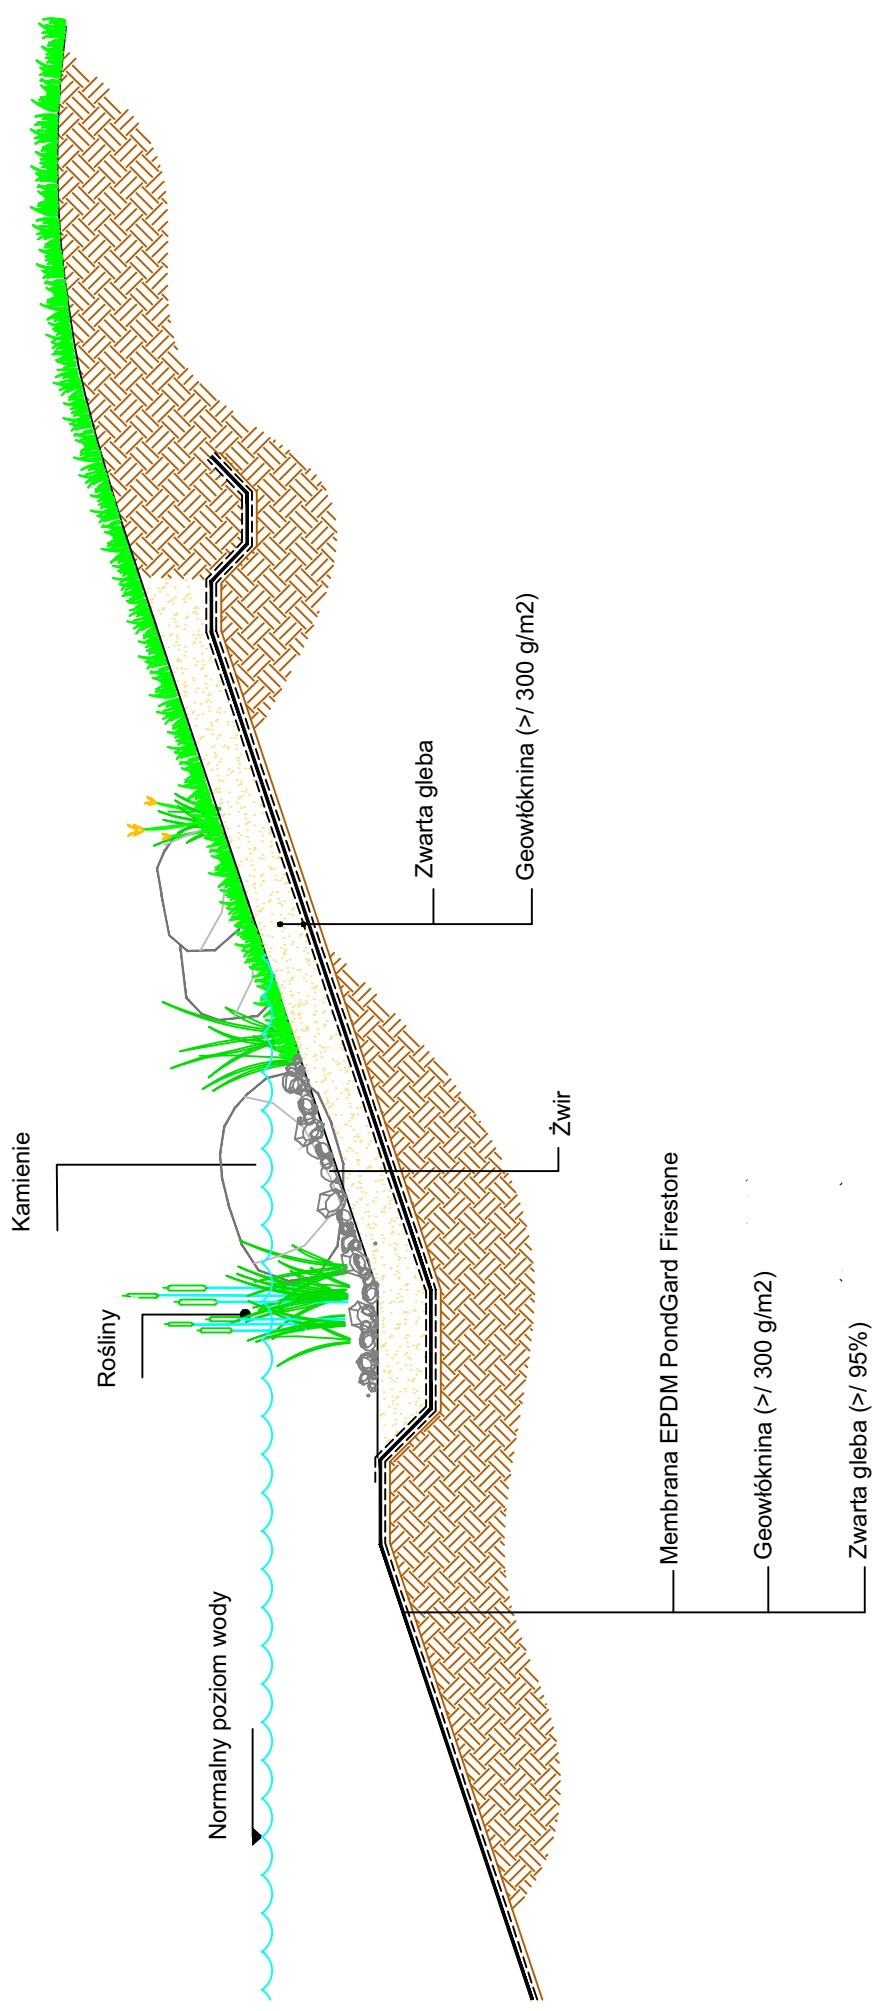 Kamienie
Rośliny
Normalny poziom wody
Zwarta gleba
Geowłóknina (>/ 300 g/m2)
Żwir
Membrana EPDM PondGard Firestone
Geowłóknina (>/ 300 g/m2)
Zwarta gleba (>/ 95%)